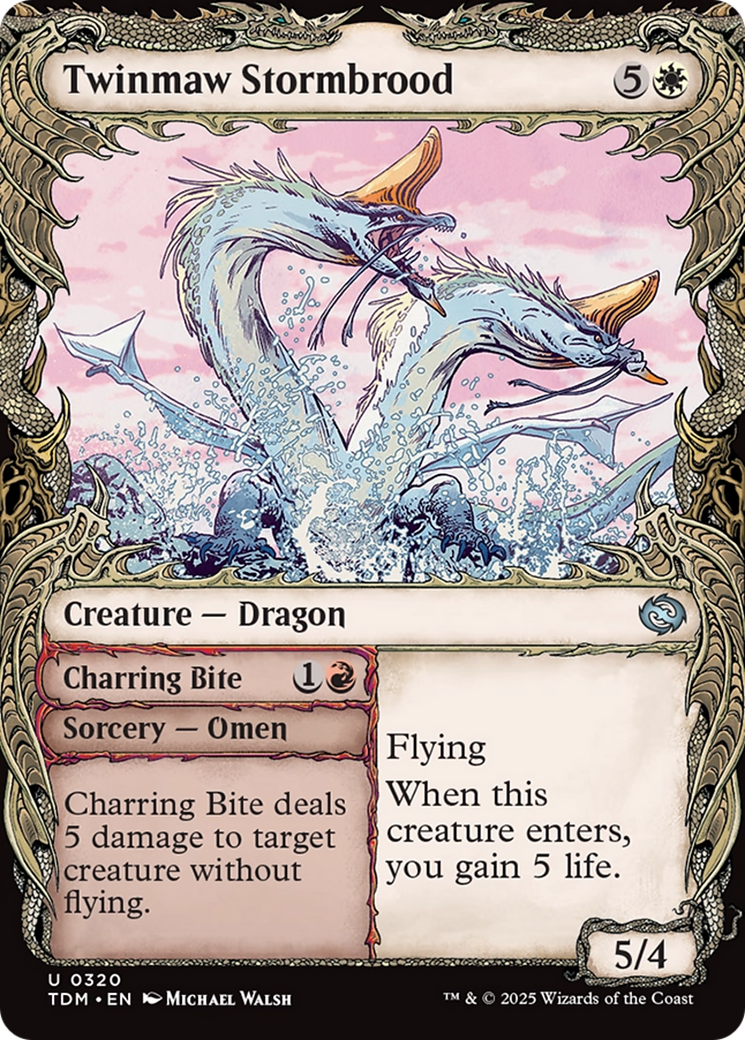 Twinmaw Stormbrood 5
Creature — Dragon
Charring Bite 1
Sorcery — Omen
Charring Bite deals
5 damage to target
creature without
flying.
Flying
When this
creature enters,
you gain 5 life.
5/4
U 0320
TDM • EN Michael Walsh
™ & © 2025 Wizards of the Coast